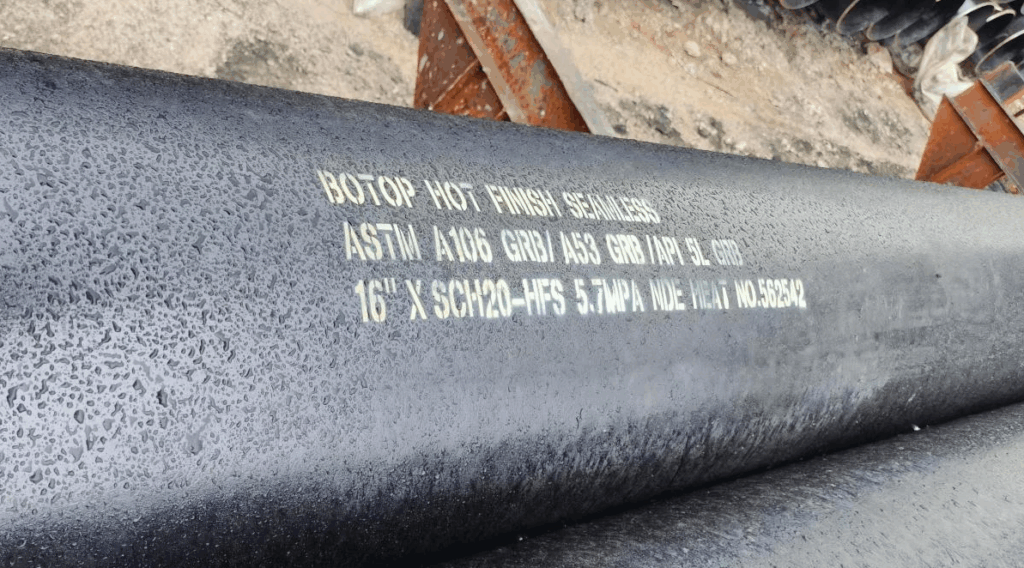 BOTOP HOT FINISH SEAMLESS
ASTM A106 GRB/ A53 GRB /API 5L GRB
16" X SCH20-HFS 5.7MPA NDE HEAT NO.562542